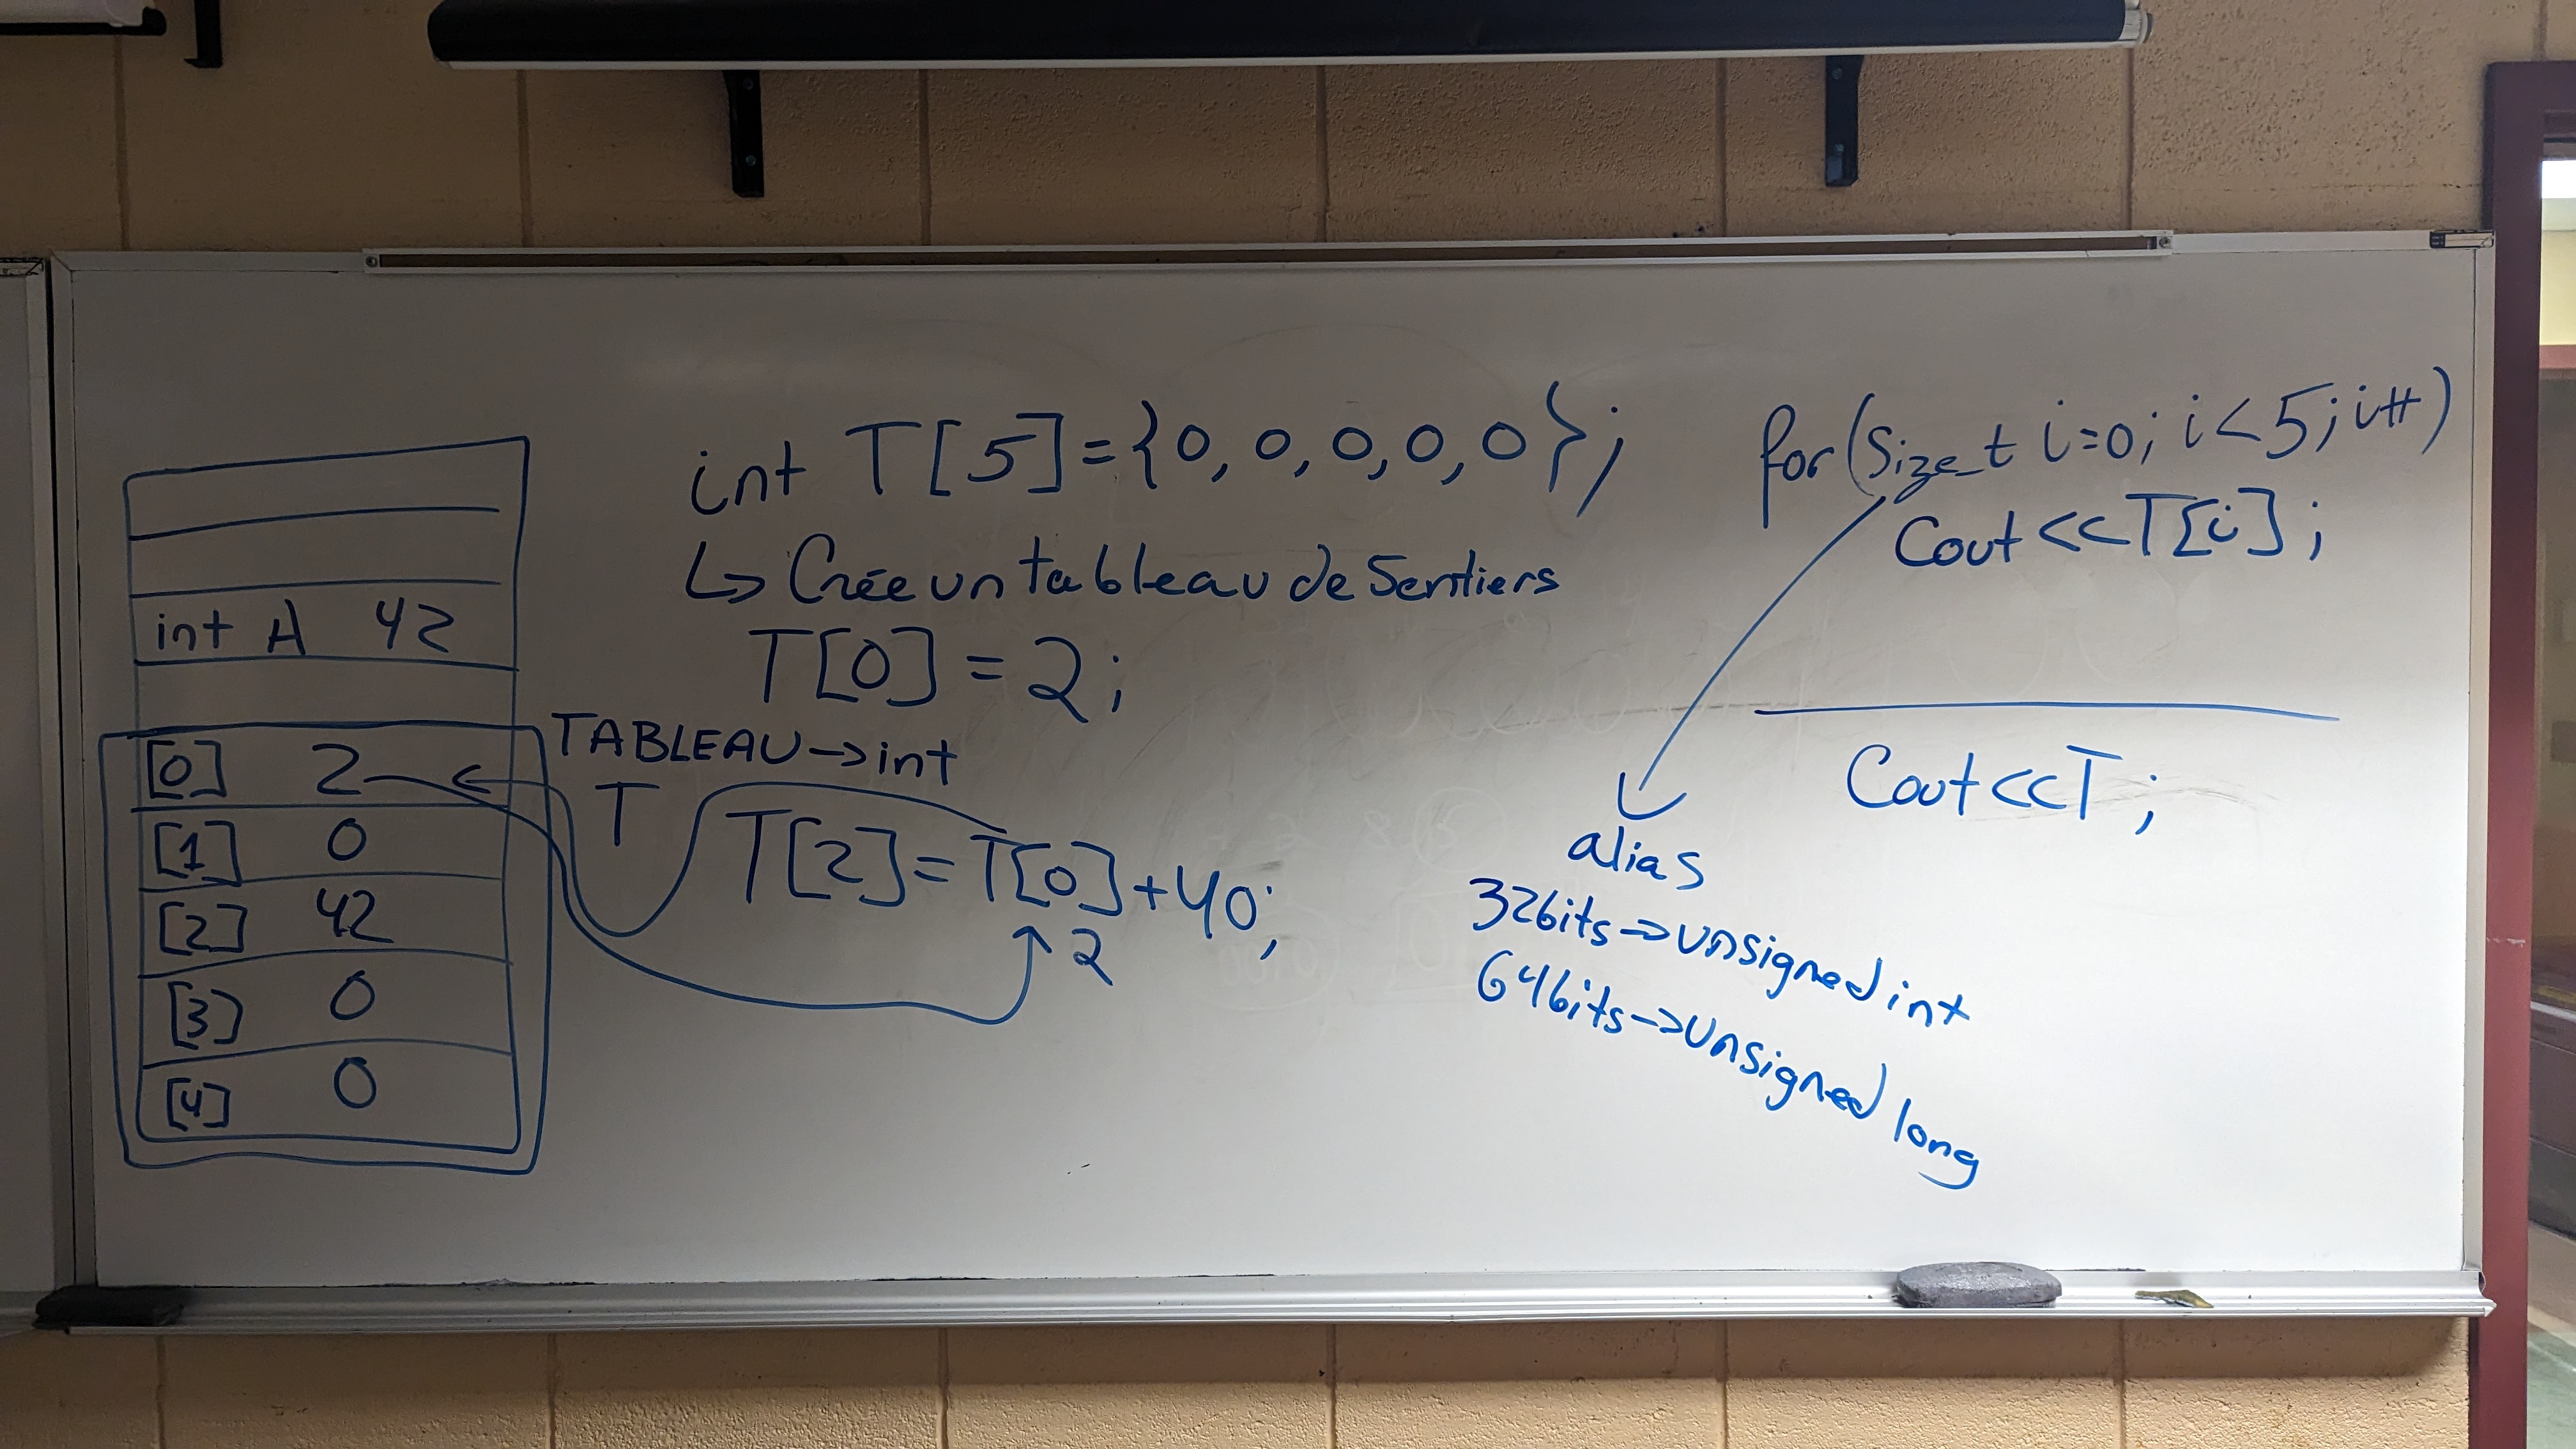 int A 42
[0] 2
[1] 0
[2] 42
[3] 0
[4] 0
int T[5]={0,0,0,0,0};
↳ Crée un tableau de 5 entiers
T[0]=2;
TABLEAU→int
T
T[2]=T[0]+40;
2
for(size_t i=0; i<5; i++)
Cout<<T[i];
alias
32bits→unsigned int
64bits→unsigned long
Cout<<T;